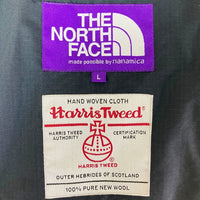 THE
NORTH
FACE
made possible by nanamica
L
HAND WOVEN CLOTH
Harris Tweed
HARRIS TWEED AUTHORITY
CERTIFICATION MARK
HARRIS TWEED
OUTER HEBRIDES OF SCOTLAND
100% PURE NEW WOOL